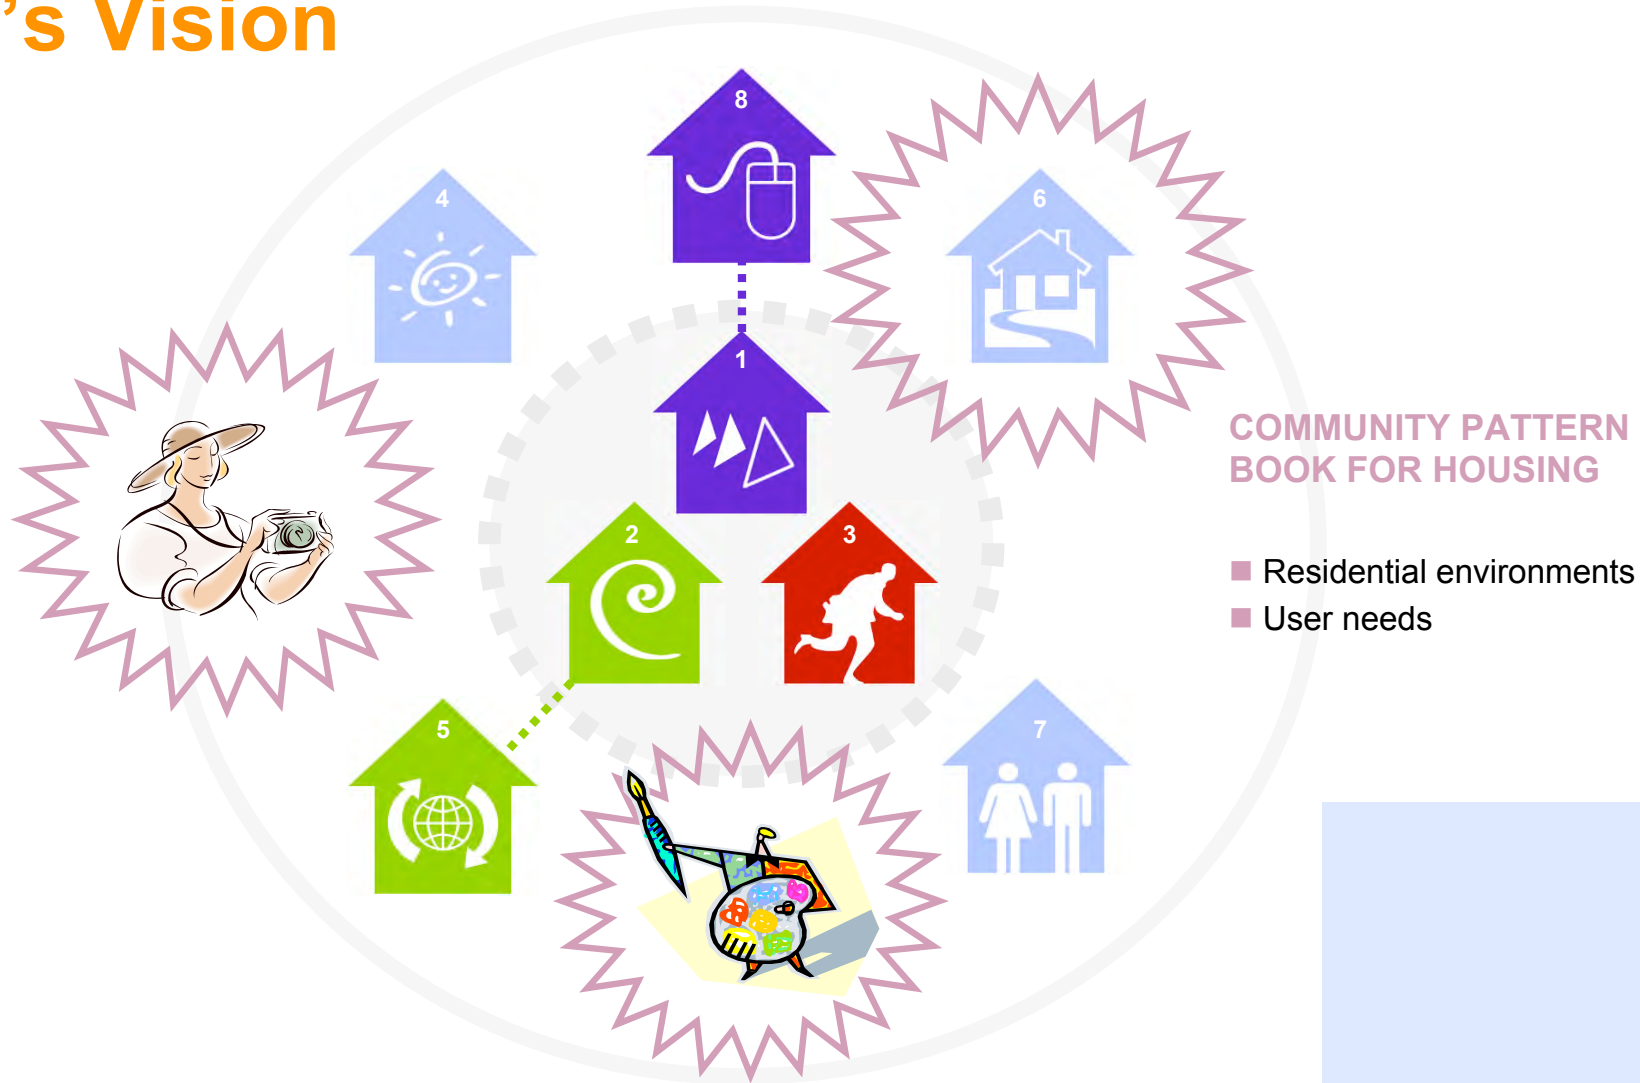 's Vision
8
4
6
1
COMMUNITY PATTERN
BOOK FOR HOUSING
2
3
Residential environments
User needs
5
7